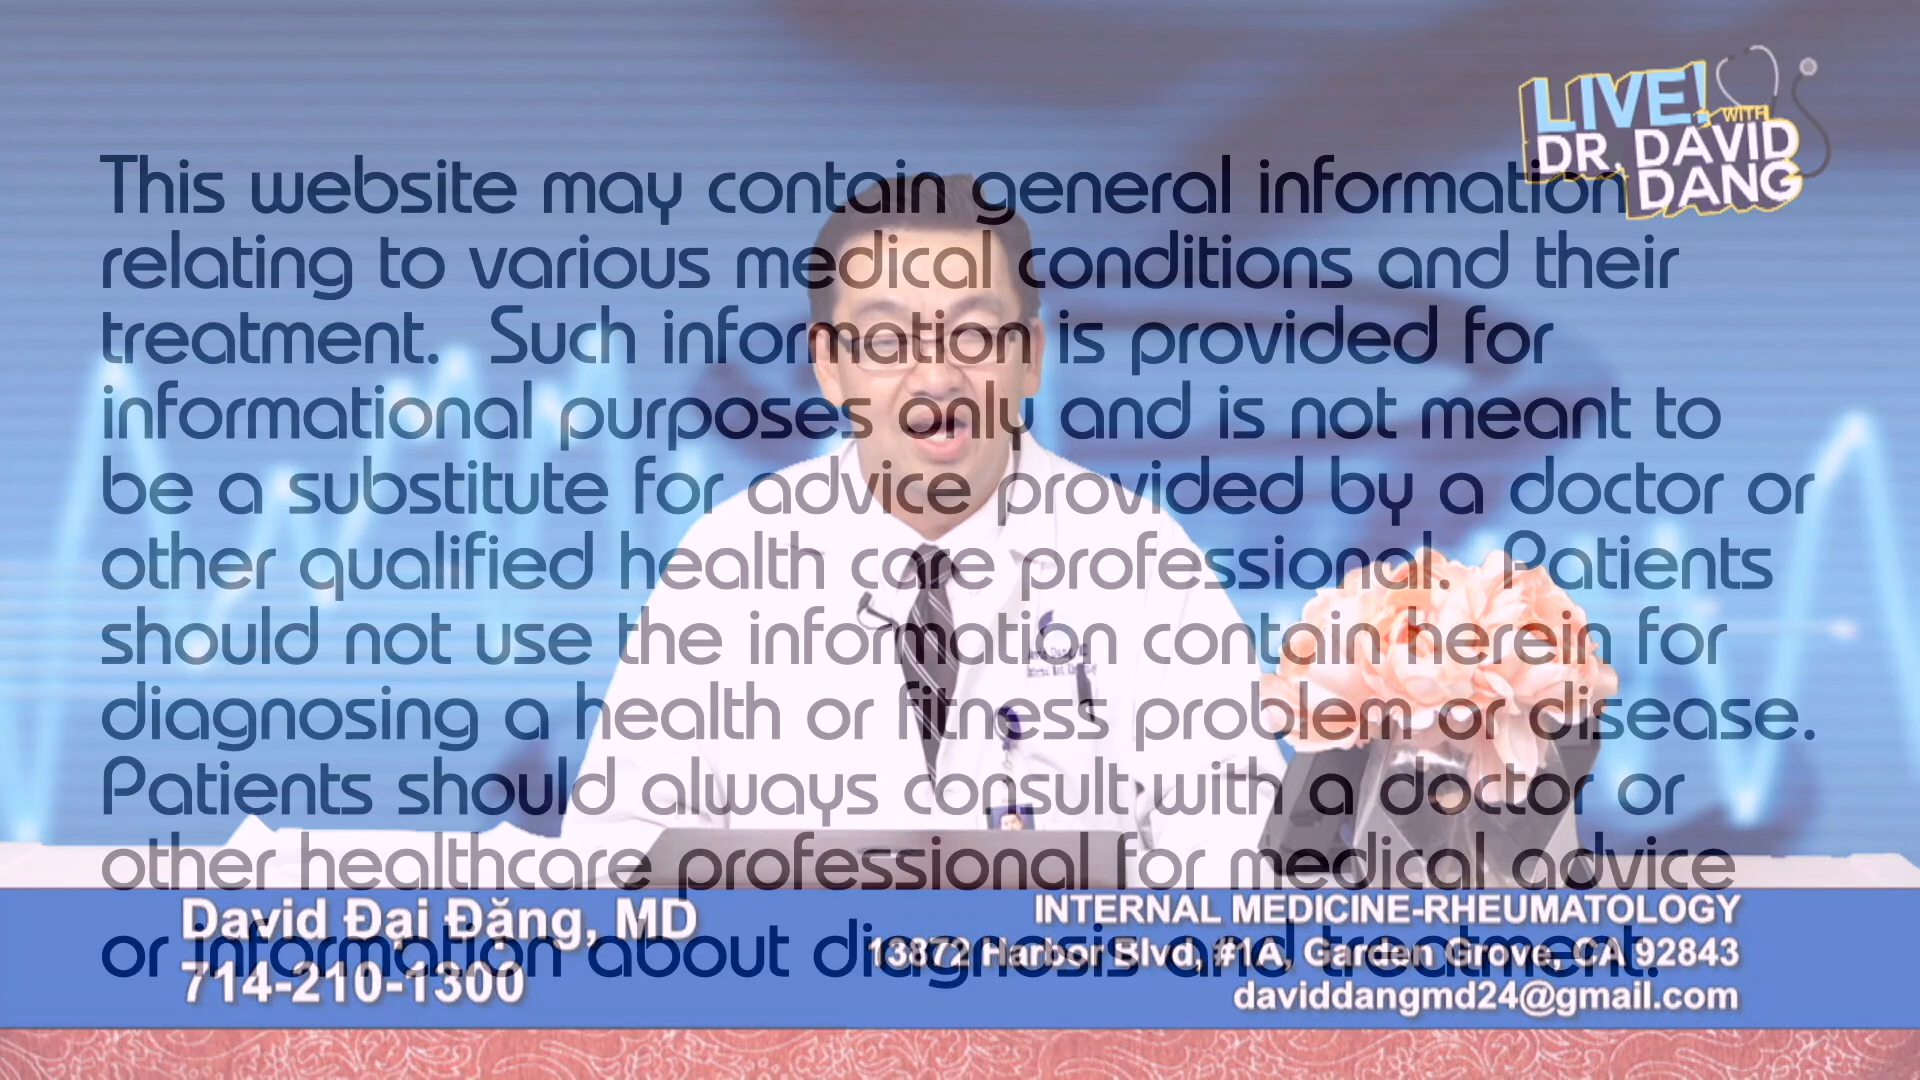 LIVE! WITH
DR. DAVID
DANG
This website may contain general information
relating to various medical conditions and their
treatment.  Such information is provided for
informational purposes only and is not meant to
be a substitute for advice provided by a doctor or
other qualified health care professional.  Patients
should not use the information contain herein for
diagnosing a health or fitness problem or disease.
Patients should always consult with a doctor or
other healthcare professional for medical advice
or information about diagnosis and treatment.
David Đại Đặng, MD
714-210-1300
INTERNAL MEDICINE-RHEUMATOLOGY
13872 Harbor Blvd, #1A, Garden Grove, CA 92843
daviddangmd24@gmail.com